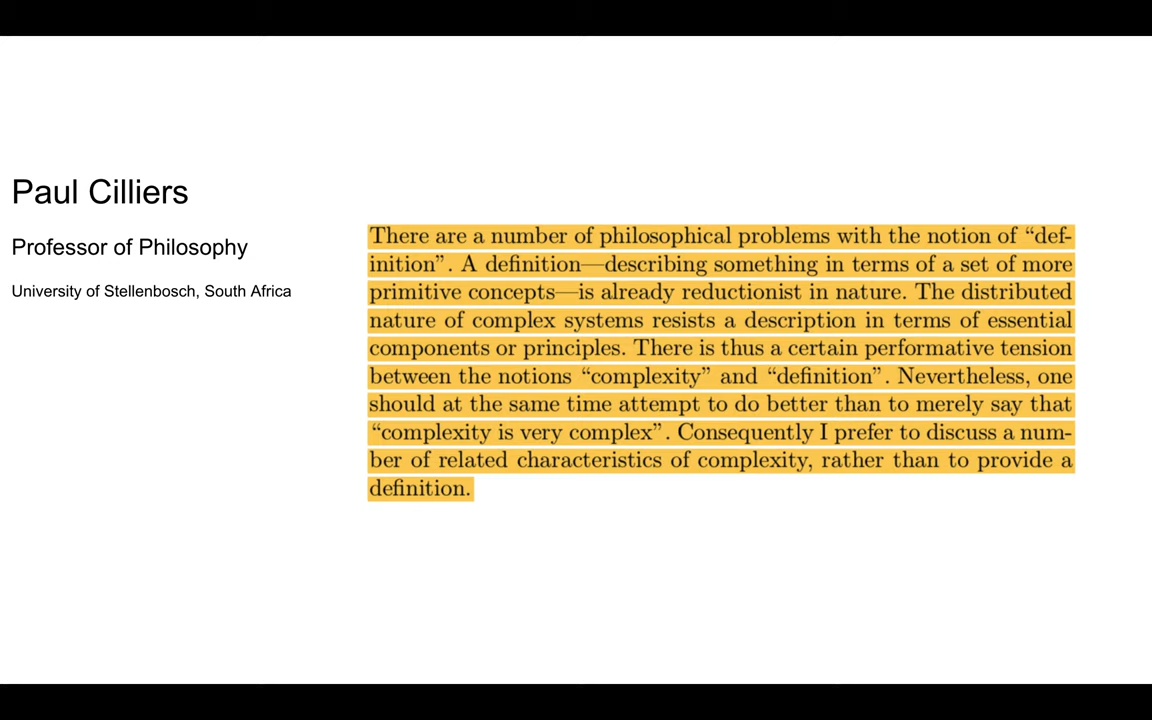 Paul Cilliers
Professor of Philosophy
University of Stellenbosch, South Africa
There are a number of philosophical problems with the notion of “def-
inition”. A definition—describing something in terms of a set of more
primitive concepts—is already reductionist in nature. The distributed
nature of complex systems resists a description in terms of essential
components or principles. There is thus a certain performative tension
between the notions “complexity” and “definition”. Nevertheless, one
should at the same time attempt to do better than to merely say that
“complexity is very complex”. Consequently I prefer to discuss a num-
ber of related characteristics of complexity, rather than to provide a
definition.